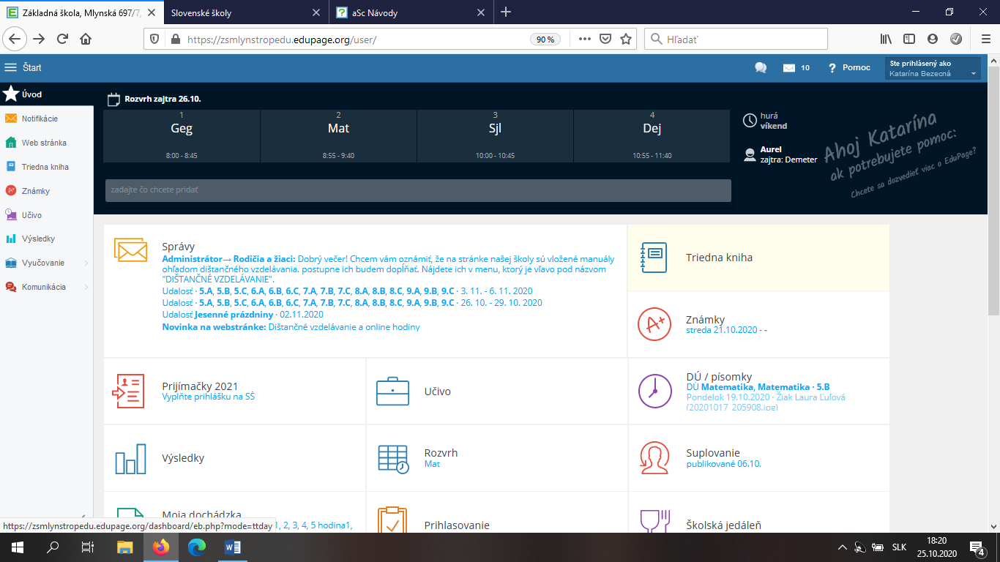 Základná škola, Mlynská 697/7,
Slovenské školy
aSc Návody
https://zsmlynstropedu.edupage.org/user/
90 %
Hľadať
Štart
10
? Pomoc
Ste prihlásený ako
Katarína Bezecná
Úvod
Notifikácie
Web stránka
Triedna kniha
Známky
Učivo
Výsledky
Vyučovanie
Komunikácia
Rozvrh zajtra 26.10.
1
Geg
8:00 - 8:45
2
Mat
8:55 - 9:40
3
Sjl
10:00 - 10:45
4
Dej
10:55 - 11:40
hurá
víkend
Aurel
zajtra: Demeter
Ahoj Katarína
ak potrebujete pomoc:
Chcete sa dozvedieť viac o EduPage?
zadajte čo chcete pridať
Správy
Administrátor→ Rodičia a žiaci: Dobrý večer! Chcem vám oznámiť, že na stránke našej školy sú vložené manuály
ohľadom dištančného vzdelávania. postupne ich budem dopĺňať. Nájdete ich v menu, ktorý je vľavo pod názvom
"DIŠTANČNÉ VZDELÁVANIE".
Udalosť · 5.A, 5.B, 5.C, 6.A, 6.B, 6.C, 7.A, 7.B, 7.C, 8.A, 8.B, 8.C, 9.A, 9.B, 9.C · 3. 11. - 6. 11. 2020
Udalosť · 5.A, 5.B, 5.C, 6.A, 6.B, 6.C, 7.A, 7.B, 7.C, 8.A, 8.B, 8.C, 9.A, 9.B, 9.C · 26. 10. - 29. 10. 2020
Udalosť Jesenné prázdniny · 02.11.2020
Novinka na webstránke: Dištančné vzdelávanie a online hodiny
Triedna kniha
Známky
streda 21.10.2020 - -
Prijímačky 2021
Vyplňte prihlášku na SŠ
Učivo
DÚ / písomky
DÚ Matematika, Matematika · 5.B
Pondelok 19.10.2020 · Žiak Laura Ľuľová
(20201017_205908.jpg)
Výsledky
Rozvrh
Mat
Suplovanie
publikované 06.10.
Moja dochádzka
1, 2, 3, 4, 5 hodina1,
Prihlasovanie
Školská jedáleň
https://zsmlynstropedu.edupage.org/dashboard/eb.php?mode=ttday
SLK
18:20
25.10.2020
4